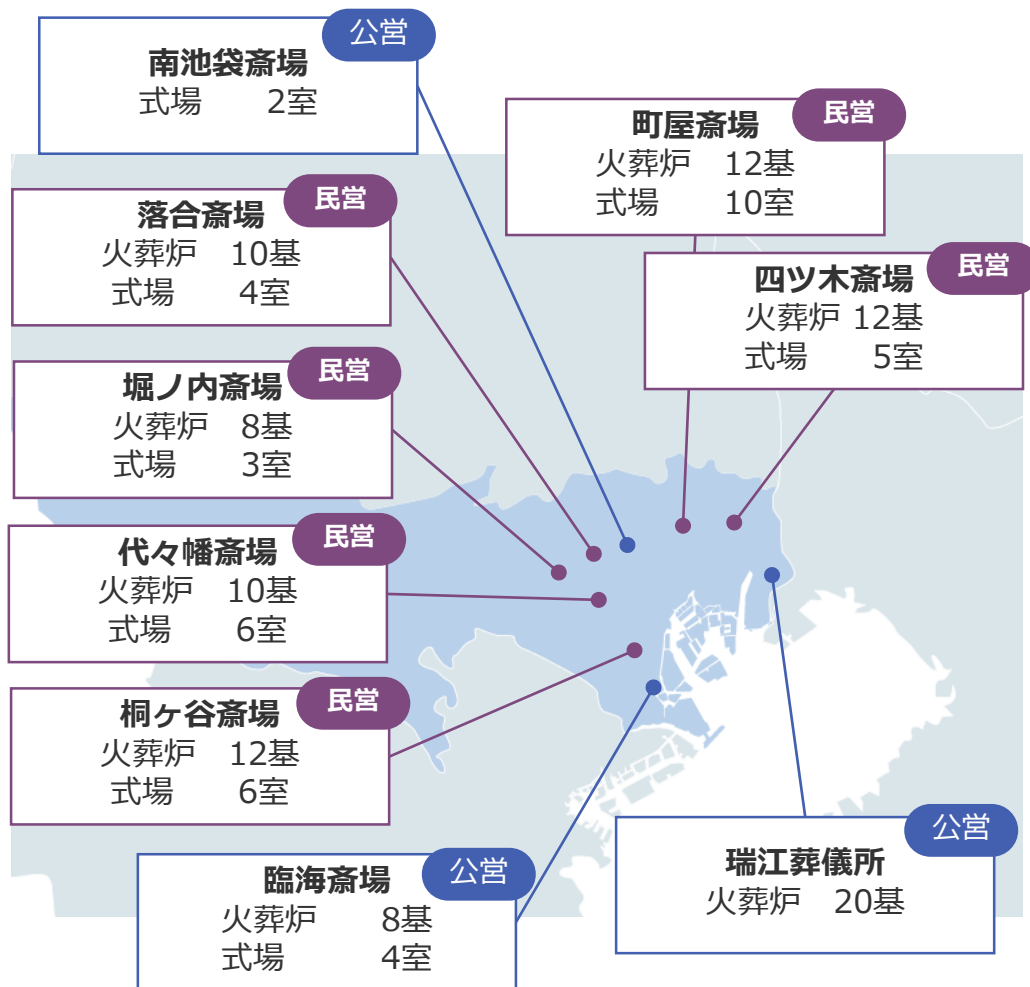 公営
南池袋斎場
式場 2室
民営
町屋斎場
火葬炉 12基
式場 10室
民営
落合斎場
火葬炉 10基
式場 4室
民営
四ツ木斎場
火葬炉 12基
式場 5室
民営
堀ノ内斎場
火葬炉 8基
式場 3室
民営
代々幡斎場
火葬炉 10基
式場 6室
民営
桐ヶ谷斎場
火葬炉 12基
式場 6室
公営
臨海斎場
火葬炉 8基
式場 4室
公営
瑞江葬儀所
火葬炉 20基